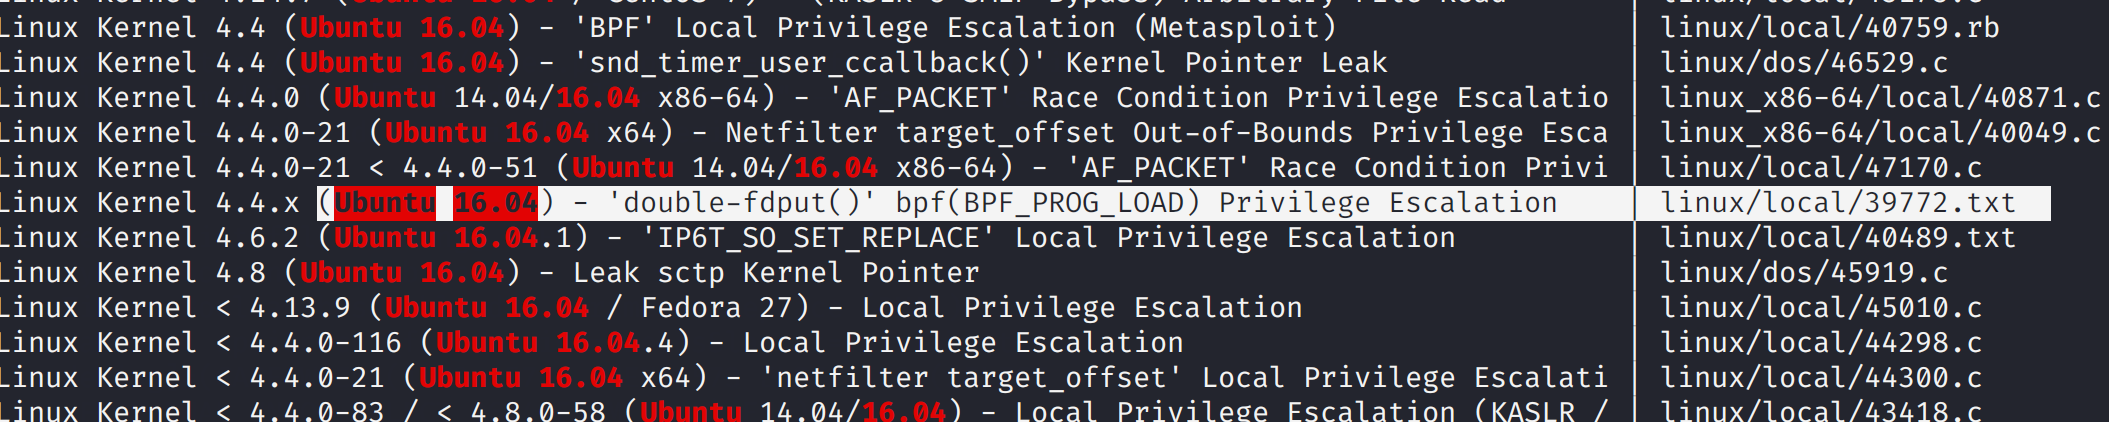 Linux Kernel 4.4 (Ubuntu 16.04) - 'BPF' Local Privilege Escalation (Metasploit) | linux/local/40759.rb
Linux Kernel 4.4 (Ubuntu 16.04) - 'snd_timer_user_ccallback()' Kernel Pointer Leak | linux/dos/46529.c
Linux Kernel 4.4.0 (Ubuntu 14.04/16.04 x86-64) - 'AF_PACKET' Race Condition Privilege Escalatio | linux_x86-64/local/40871.c
Linux Kernel 4.4.0-21 (Ubuntu 16.04 x64) - Netfilter target_offset Out-of-Bounds Privilege Esca | linux_x86-64/local/40049.c
Linux Kernel 4.4.0-21 < 4.4.0-51 (Ubuntu 14.04/16.04 x86-64) - 'AF_PACKET' Race Condition Privi | linux/local/47170.c
Linux Kernel 4.4.x (Ubuntu 16.04) - 'double-fdput()' bpf(BPF_PROG_LOAD) Privilege Escalation | linux/local/39772.txt
Linux Kernel 4.6.2 (Ubuntu 16.04.1) - 'IP6T_SO_SET_REPLACE' Local Privilege Escalation | linux/local/40489.txt
Linux Kernel 4.8 (Ubuntu 16.04) - Leak sctp Kernel Pointer | linux/dos/45919.c
Linux Kernel < 4.13.9 (Ubuntu 16.04 / Fedora 27) - Local Privilege Escalation | linux/local/45010.c
Linux Kernel < 4.4.0-116 (Ubuntu 16.04.4) - Local Privilege Escalation | linux/local/44298.c
Linux Kernel < 4.4.0-21 (Ubuntu 16.04 x64) - 'netfilter target_offset' Local Privilege Escalati | linux/local/44300.c
Linux Kernel < 4.4.0-83 / < 4.8.0-58 (Ubuntu 14.04/16.04) - Local Privilege Escalation (KASLR / | linux/local/43418.c